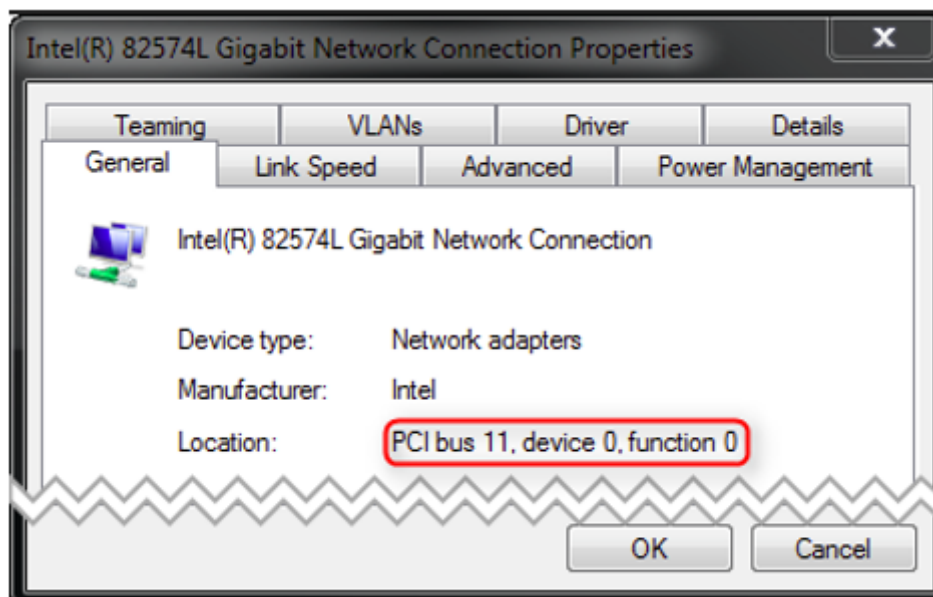 Intel(R) 82574L Gigabit Network Connection Properties
x
Teaming VLANs Driver Details
General Link Speed Advanced Power Management
Intel(R) 82574L Gigabit Network Connection
Device type: Network adapters
Manufacturer: Intel
Location: PCI bus 11, device 0, function 0
OK Cancel